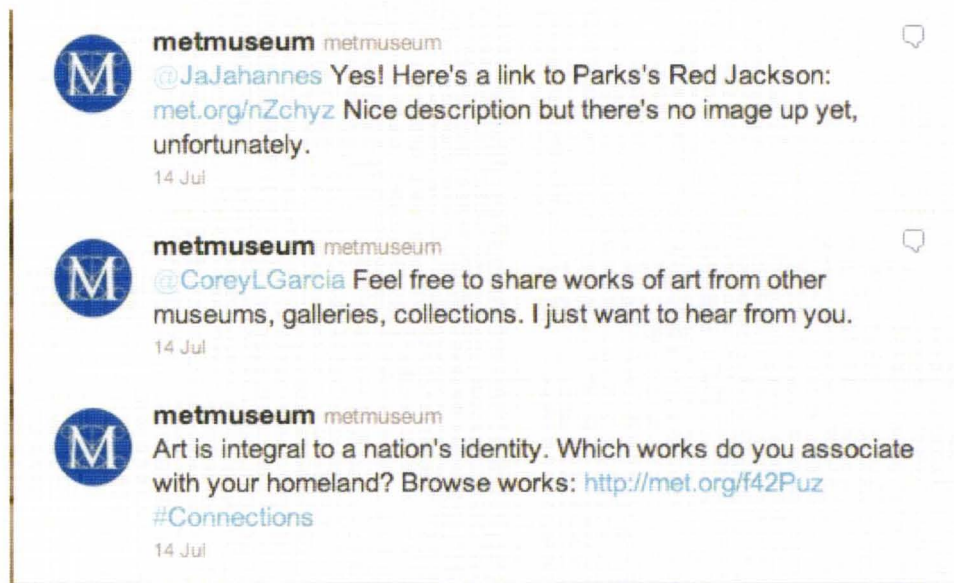 metmuseum metmuseum
@JaJahannes Yes! Here's a link to Parks's Red Jackson:
met.org/nZchyz Nice description but there's no image up yet,
unfortunately.
14 Jul
metmuseum metmuseum
@CoreyLGarcia Feel free to share works of art from other
museums, galleries, collections. I just want to hear from you.
14 Jul
metmuseum metmuseum
Art is integral to a nation's identity. Which works do you associate
with your homeland? Browse works: http://met.org/f42Puz
#Connections
14 Jul
M
M
M